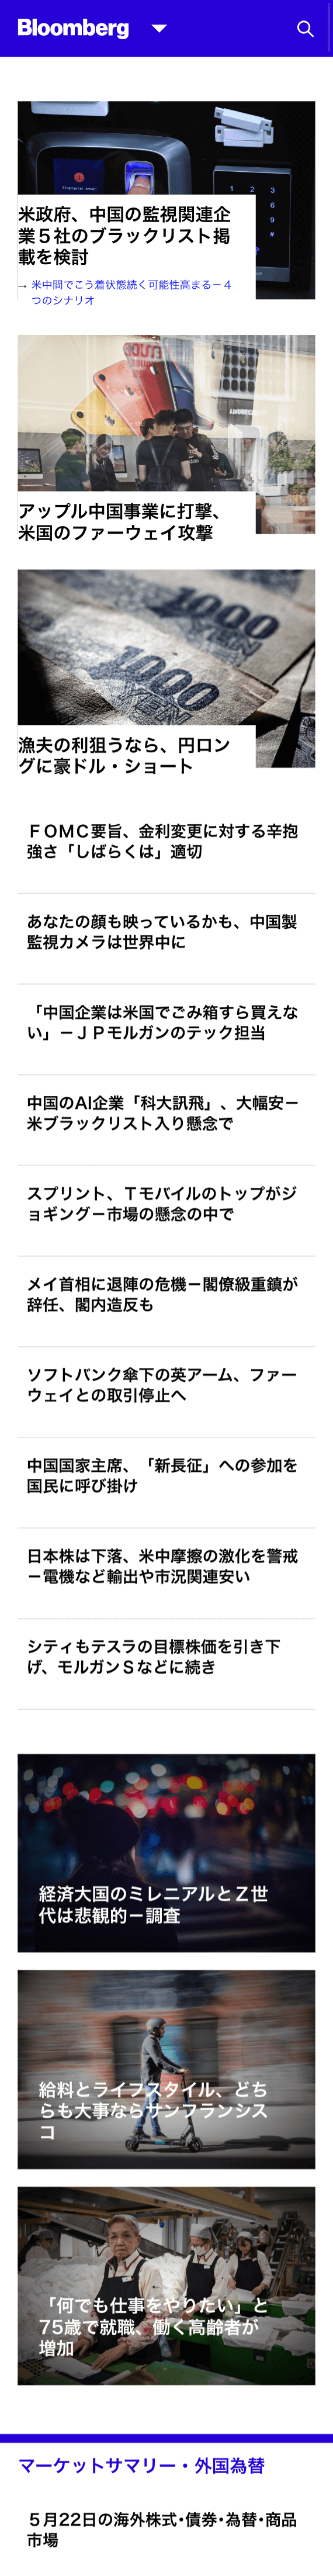 Bloomberg
米政府、中国の監視関連企
業５社のブラックリスト掲
載を検討
→ 米中間でこう着状態続く可能性高まる－４
つのシナリオ
アップル中国事業に打撃、
米国のファーウェイ攻撃
1000
1000
漁夫の利狙うなら、円ロン
グに豪ドル・ショート
ＦＯＭＣ要旨、金利変更に対する辛抱
強さ「しばらくは」適切
あなたの顔も映っているかも、中国製
監視カメラは世界中に
「中国企業は米国でごみ箱すら買えな
い」－ＪＰモルガンのテック担当
中国のAI企業「科大訊飛」、大幅安－
米ブラックリスト入り懸念で
スプリント、Ｔモバイルのトップがジ
ョギング－市場の懸念の中で
メイ首相に退陣の危機－閣僚級重鎮が
辞任、閣内造反も
ソフトバンク傘下の英アーム、ファー
ウェイとの取引停止へ
中国国家主席、「新長征」への参加を
国民に呼び掛け
日本株は下落、米中摩擦の激化を警戒
－電機など輸出や市況関連安い
シティもテスラの目標株価を引き下
げ、モルガンＳなどに続き
経済大国のミレニアルとＺ世
代は悲観的－調査
給料とライフスタイル、どち
らも大事ならサンフランシス
コ
「何でも仕事をやりたい」と
75歳で就職、働く高齢者が
増加
マーケットサマリー・外国為替
５月22日の海外株式･債券･為替･商品
市場